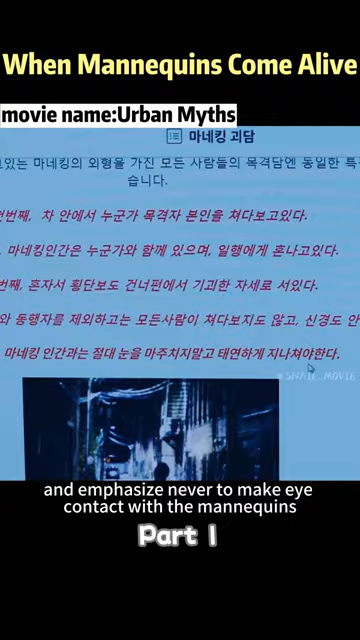 When Mannequins Come Alive
movie name:Urban Myths
마네킹 괴담
있는 마네킹의 외형을 가진 모든 사람들의 목격담엔 동일한
습니다.
번째, 차 안에서 누군가 목격자 본인을 쳐다보고있다.
마네킹인간은 누군가와 함께 있으며, 일행에게 혼나고있다.
번째, 혼자서 횡단보도 건너편에서 기괴한 자세로 서있다.
와 동행자를 제외하고는 모든사람이 쳐다보지도 않고, 신경도
마네킹 인간과는 절대 눈을 마주치지말고 태연하게 지나쳐야한다.
SNAIL_MOVIE
and emphasize never to make eye
contact with the mannequins
Part 1